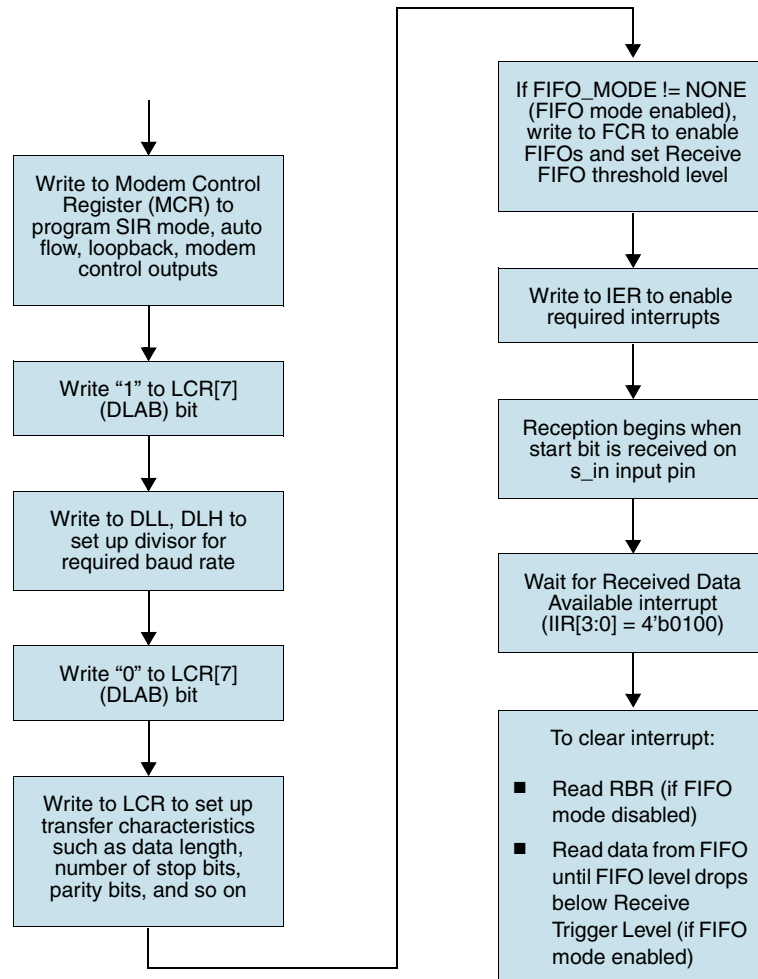 Write to Modem Control
Register (MCR) to
program SIR mode, auto
flow, loopback, modem
control outputs
Write “1” to LCR[7]
(DLAB) bit
Write to DLL, DLH to
set up divisor for
required baud rate
Write “0” to LCR[7]
(DLAB) bit
Write to LCR to set up
transfer characteristics
such as data length,
number of stop bits,
parity bits, and so on
If FIFO_MODE != NONE
(FIFO mode enabled),
write to FCR to enable
FIFOs and set Receive
FIFO threshold level
Write to IER to enable
required interrupts
Reception begins when
start bit is received on
s_in input pin
Wait for Received Data
Available interrupt
(IIR[3:0] = 4’b0100)
To clear interrupt:
■ Read RBR (if FIFO
mode disabled)
■ Read data from FIFO
until FIFO level drops
below Receive
Trigger Level (if FIFO
mode enabled)